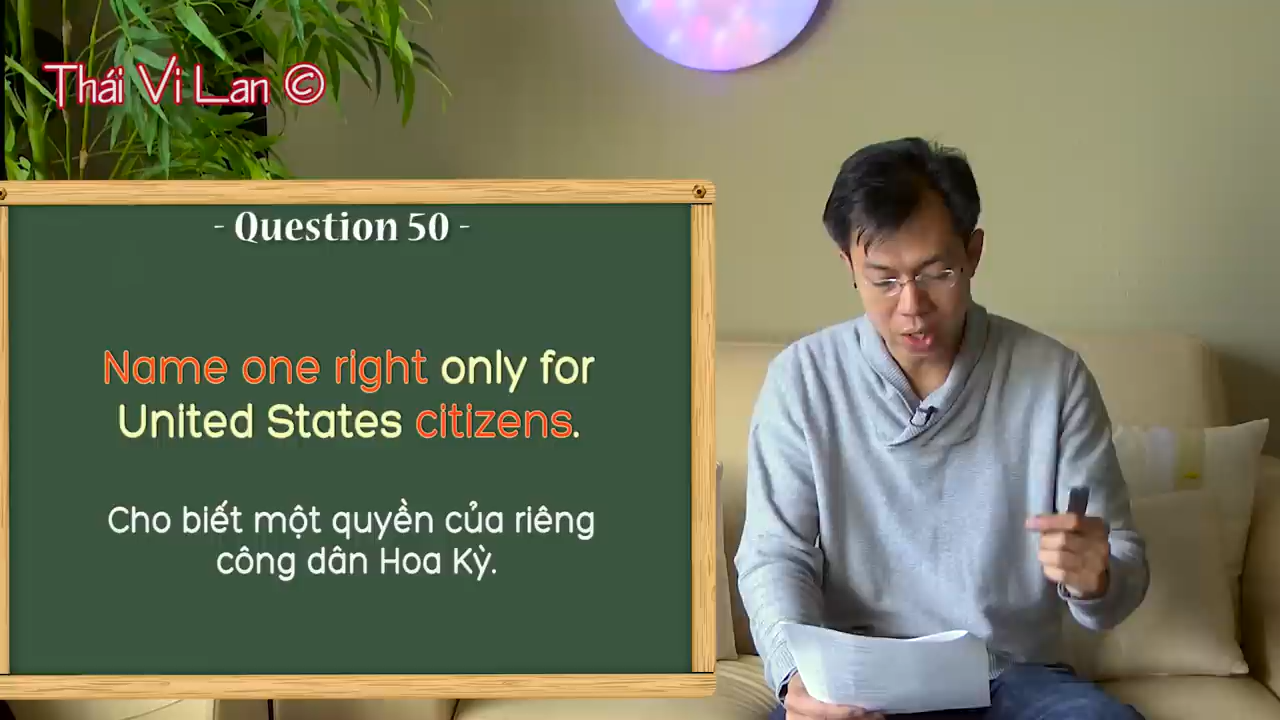 Thái Vi Lan ©
- Question 50 -
Name one right only for
United States citizens.
Cho biết một quyền của riêng
công dân Hoa Kỳ.